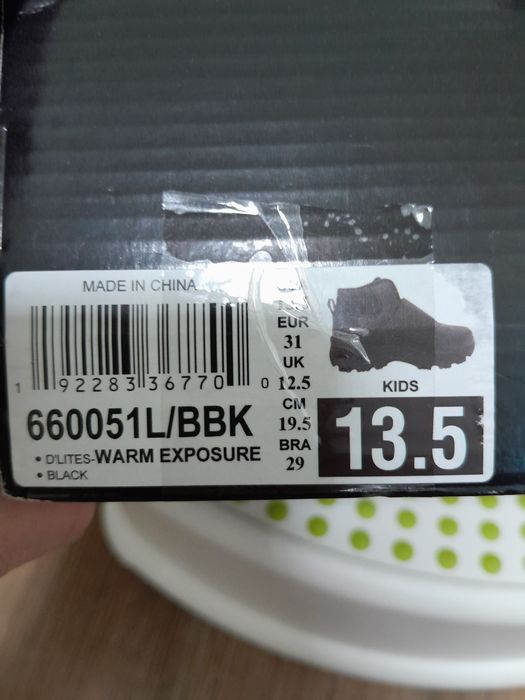 MADE IN CHINA
1 92283 36770 0
660051L/BBK
• D'LITES-WARM EXPOSURE
• BLACK
EUR
31
UK
12.5
CM
19.5
BRA
29
KIDS
13.5